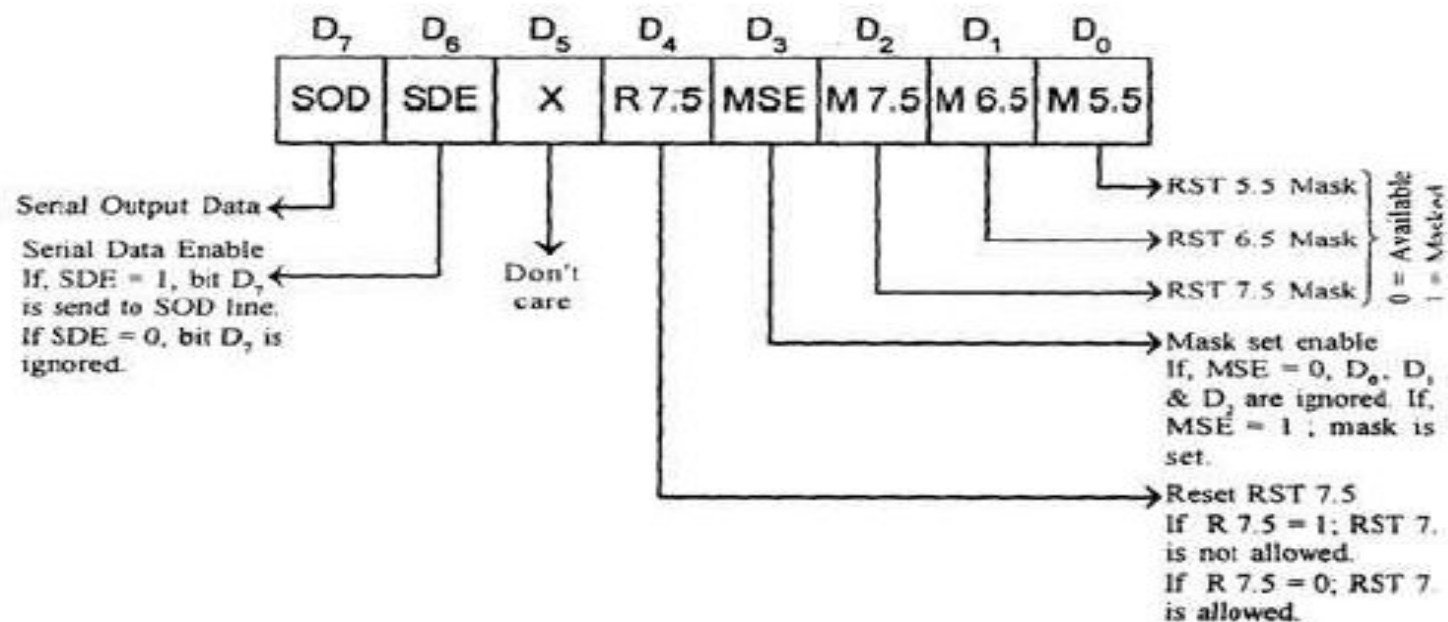 D7 D6 D5 D4 D3 D2 D1 D0
SOD SDE X R 7.5 MSE M 7.5 M 6.5 M 5.5
Serial Output Data
Serial Data Enable
If, SDE = 1, bit D7
is send to SOD line.
If SDE = 0, bit D7 is
ignored.
Don't
care
RST 5.5 Mask
RST 6.5 Mask
RST 7.5 Mask
0 = Available
1 = Masked
Mask set enable
If, MSE = 0, D0, D1
& D2 are ignored. If,
MSE = 1 ; mask is
set.
Reset RST 7.5
If R 7.5 = 1; RST 7.
is not allowed.
If R 7.5 = 0; RST 7.
is allowed.